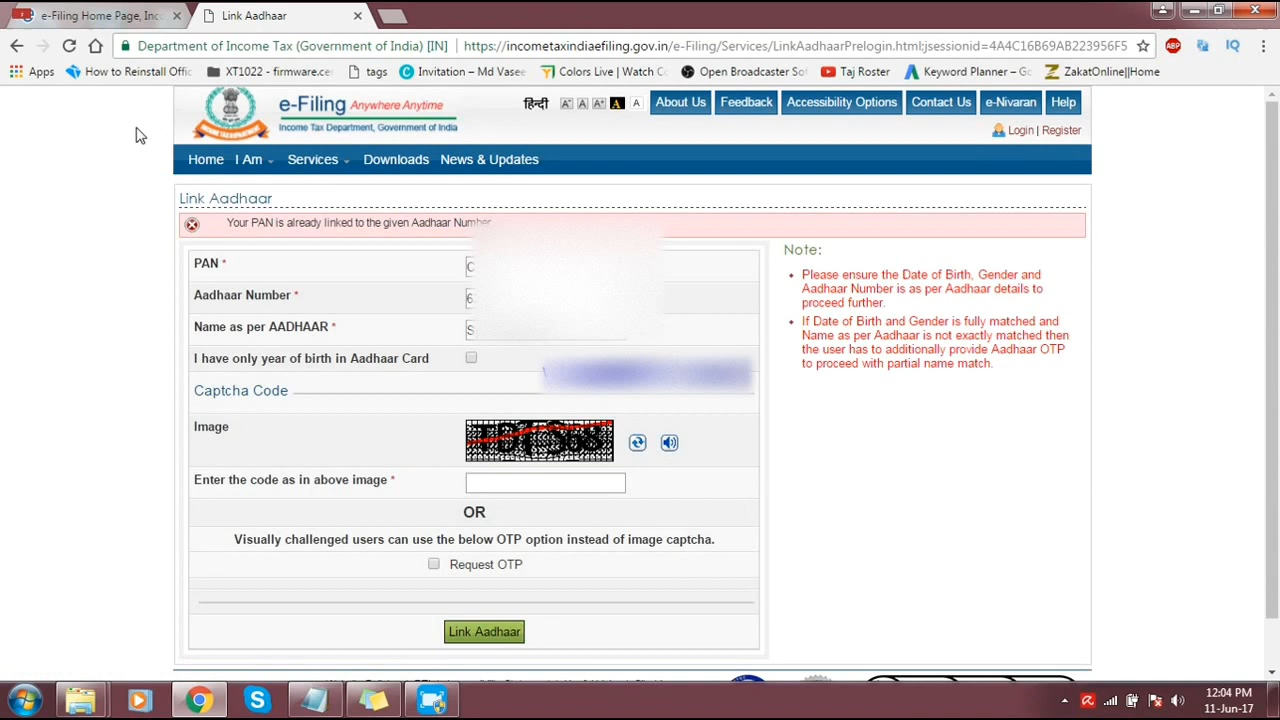 e-Filing Home Page, Inc
Link Aadhaar
Department of Income Tax (Government of India) [IN]
https://incometaxindiaefiling.gov.in/e-Filing/Services/LinkAadhaarPrelogin.html;jsessionid=4A4C16B69AB223956F5
ABP
IQ
Apps
How to Reinstall Offic
XT1022 - firmware.cer
tags
Invitation – Md Vasee
Colors Live | Watch Co
Open Broadcaster Sof
Taj Roster
Keyword Planner – Go
ZakatOnline||Home
e-Filing Anywhere Anytime
Income Tax Department, Government of India
हिन्दी
A
A
A
A
A
About Us
Feedback
Accessibility Options
Contact Us
e-Nivaran
Help
Login | Register
Home
I Am
Services
Downloads
News & Updates
Link Aadhaar
Your PAN is already linked to the given Aadhaar Number
PAN *
Aadhaar Number *
6
Name as per AADHAAR *
S
I have only year of birth in Aadhaar Card
Captcha Code
Image
Enter the code as in above image *
OR
Visually challenged users can use the below OTP option instead of image captcha.
Request OTP
Link Aadhaar
Note:
Please ensure the Date of Birth, Gender and
Aadhaar Number is as per Aadhaar details to
proceed further.
If Date of Birth and Gender is fully matched and
Name as per Aadhaar is not exactly matched then
the user has to additionally provide Aadhaar OTP
to proceed with partial name match.
12:04 PM
11-Jun-17